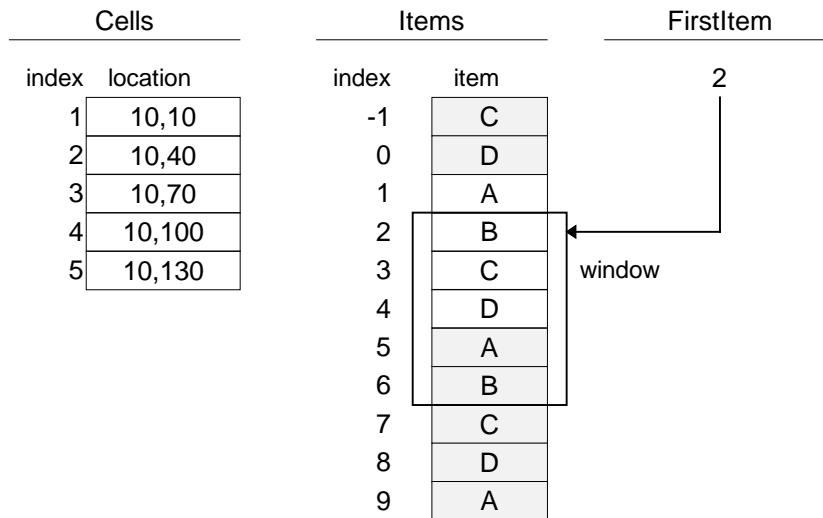 Cells Items FirstItem
index location index item 2
1 10,10 -1 C
2 10,40 0 D
3 10,70 1 A
4 10,100 2 B
5 10,130 3 C window
4 D
5 A
6 B
7 C
8 D
9 A